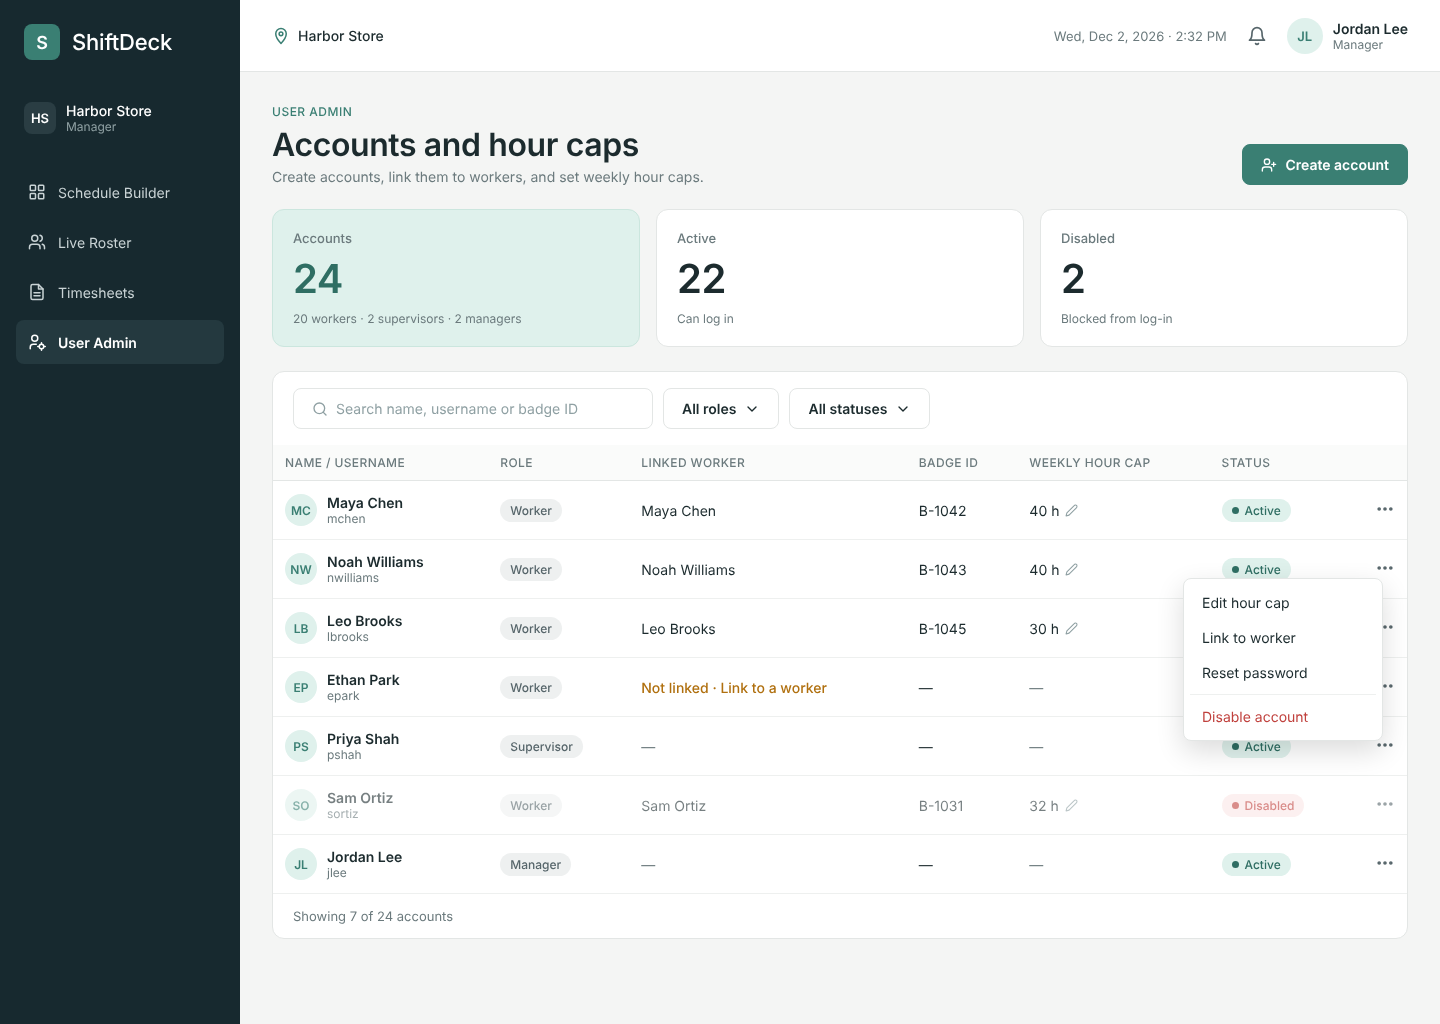 S ShiftDeck
HS Harbor Store
Manager
Schedule Builder
Live Roster
Timesheets
User Admin
Harbor Store
Wed, Dec 2, 2026 · 2:32 PM
JL Jordan Lee
Manager
USER ADMIN
Accounts and hour caps
Create accounts, link them to workers, and set weekly hour caps.
Create account
Accounts
24
20 workers · 2 supervisors · 2 managers
Active
22
Can log in
Disabled
2
Blocked from log-in
Search name, username or badge ID
All roles
All statuses
NAME / USERNAME ROLE LINKED WORKER BADGE ID WEEKLY HOUR CAP STATUS
MC Maya Chen Worker Maya Chen B-1042 40 h Active
mchen
NW Noah Williams Worker Noah Williams B-1043 40 h Active
nwilliams
LB Leo Brooks Worker Leo Brooks B-1045 30 h
lbrooks
EP Ethan Park Worker Not linked · Link to a worker — —
epark
PS Priya Shah Supervisor — — — Active
pshah
SO Sam Ortiz Worker Sam Ortiz B-1031 32 h Disabled
sortiz
JL Jordan Lee Manager — — — Active
jlee
Edit hour cap
Link to worker
Reset password
Disable account
Showing 7 of 24 accounts